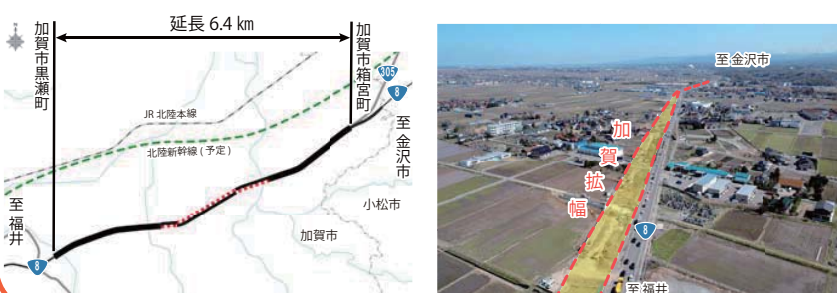 延長 6.4 ㎞
加賀市黒瀬町
加賀市箱宮町
305
8
JR 北陸本線
北陸新幹線 ( 予定 )
至 金沢市
至 福井
小松市
加賀市
8
至 金沢市
加賀拡幅
8
至 福井